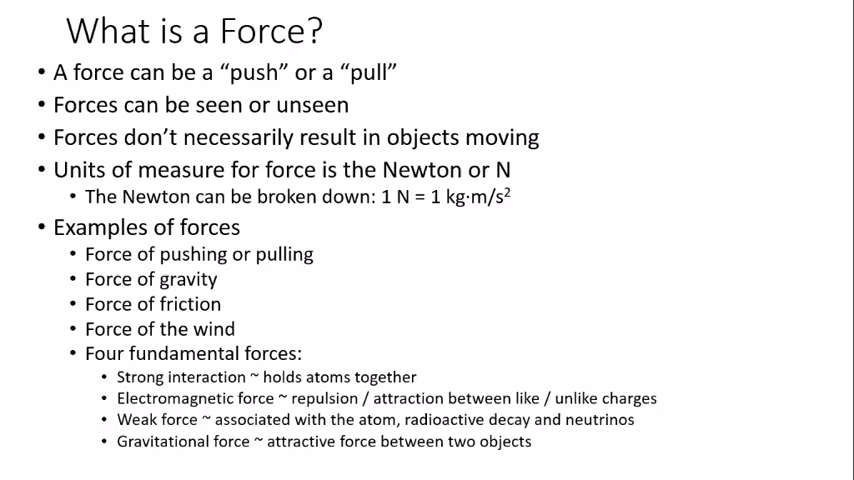 What is a Force?
• A force can be a “push” or a “pull”
• Forces can be seen or unseen
• Forces don’t necessarily result in objects moving
• Units of measure for force is the Newton or N
• The Newton can be broken down: 1 N = 1 kg·m/s²
• Examples of forces
• Force of pushing or pulling
• Force of gravity
• Force of friction
• Force of the wind
• Four fundamental forces:
• Strong interaction ~ holds atoms together
• Electromagnetic force ~ repulsion / attraction between like / unlike charges
• Weak force ~ associated with the atom, radioactive decay and neutrinos
• Gravitational force ~ attractive force between two objects